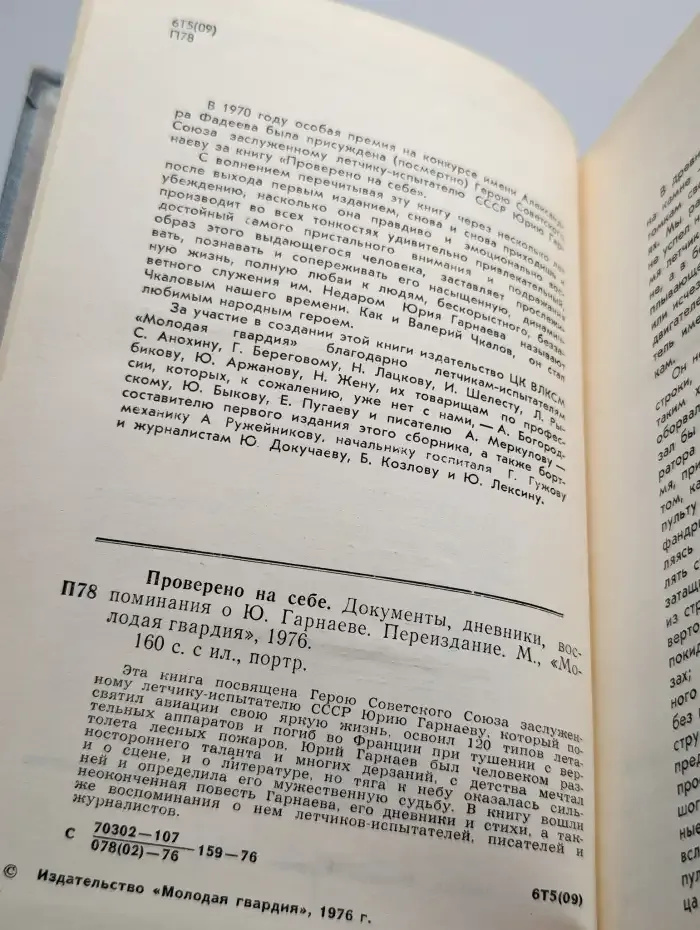 6Т5(09)
П78
В 1970 году особая премия на конкурсе имени Александ-
ра Фадеева была присуждена (посмертно) Герою Советского
Союза заслуженному летчику-испытателю СССР Юрию Гар-
наеву за книгу «Проверено на себе».
С волнением перечитывая эту книгу через несколько лет
после выхода первым изданием, снова и снова приходишь к
убеждению, насколько она правдиво и эмоционально вос-
производит во всех тонкостях удивительно привлекательный,
достойный самого пристального внимания и подражания
образ этого выдающегося человека, заставляет прослежи-
вать, познавать и сопереживать его насыщенную, динамич-
ную жизнь, полную любви к людям, бескорыстного, безза-
ветного служения им. Недаром Юрия Гарнаева называют
Чкаловым нашего времени. Как и Валерий Чкалов, он стал
любимым народным героем.
За участие в создании этой книги издательство ЦК ВЛКСМ
«Молодая гвардия» благодарно летчикам-испытателям
С. Анохину, Г. Береговому, Н. Лацкову, И. Шелесту, Л. Ры-
бикову, Ю. Аржанову, Н. Жену, их товарищам по профес-
сии, которых, к сожалению, уже нет с нами, — А. Богород-
скому, Ю. Быкову, Е. Пугаеву и писателю А. Меркулову —
составителю первого издания этого сборника, а также борт-
механику А. Ружейникову, начальнику госпиталя Г. Гужову
и журналистам Ю. Докучаеву, Б. Козлову и Ю. Лексину.
Проверено на себе. Документы, дневники, вос-
П78 поминания о Ю. Гарнаеве. Переиздание. М., «Мо-
лодая гвардия», 1976.
160 с. с ил., портр.
Эта книга посвящена Герою Советского Союза заслужен-
ному летчику-испытателю СССР Юрию Гарнаеву, который по-
святил авиации свою яркую жизнь, освоил 120 типов лета-
тельных аппаратов и погиб во Франции при тушении с вер-
толета лесных пожаров. Юрий Гарнаев был человеком раз-
ностороннего таланта и многих дерзаний, с детства мечтал
и о сцене, и о литературе, но тяга к небу оказалась силь-
ней и определила его мужественную судьбу. В книгу вошли
неоконченная повесть Гарнаева, его дневники и стихи, а так-
же воспоминания о нем летчиков-испытателей, писателей и
журналистов.
С 70302—107
078(02)—76 159—76
6Т5(09)
© Издательство «Молодая гвардия», 1976 г.